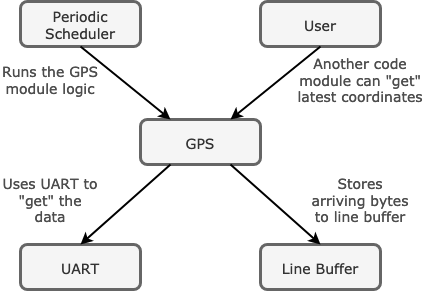 Periodic
Scheduler
User
Runs the GPS
module logic
Another code
module can "get"
latest coordinates
GPS
Uses UART to
"get" the
data
Stores
arriving bytes
to line buffer
UART
Line Buffer